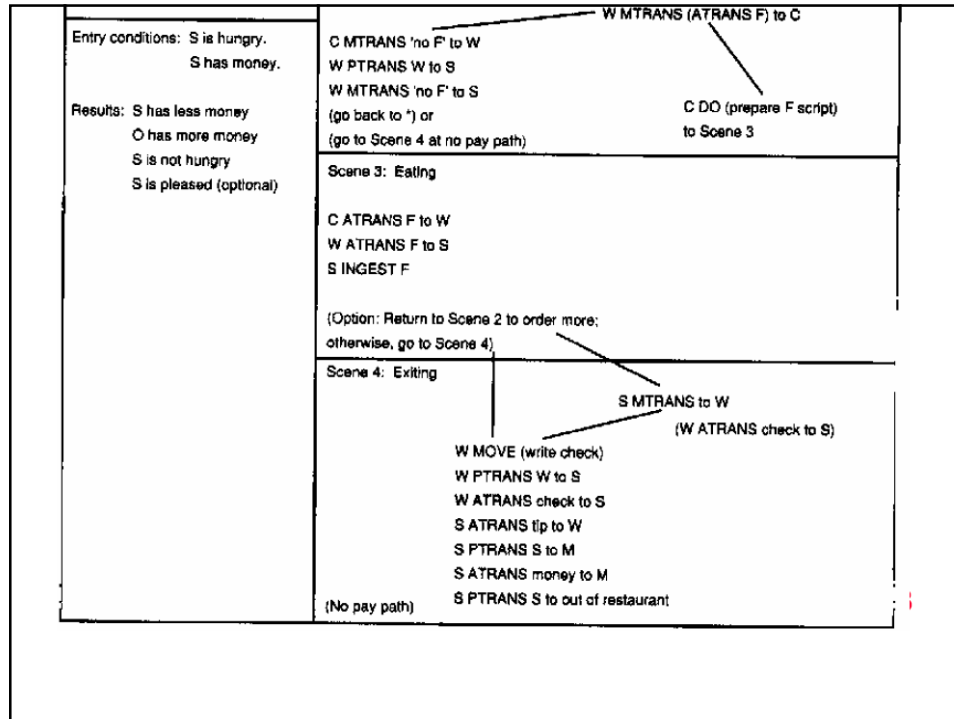 Entry conditions: S is hungry.
S has money.
Results: S has less money
O has more money
S is not hungry
S is pleased (optional)
W MTRANS (ATRANS F) to C
C MTRANS 'no F' to W
W PTRANS W to S
W MTRANS 'no F' to S
(go back to *) or
(go to Scene 4 at no pay path)
C DO (prepare F script)
to Scene 3
Scene 3: Eating
C ATRANS F to W
W ATRANS F to S
S INGEST F
(Option: Return to Scene 2 to order more;
otherwise, go to Scene 4)
Scene 4: Exiting
S MTRANS to W
(W ATRANS check to S)
W MOVE (write check)
W PTRANS W to S
W ATRANS check to S
S ATRANS tip to W
S PTRANS S to M
S ATRANS money to M
S PTRANS S to out of restaurant
(No pay path)